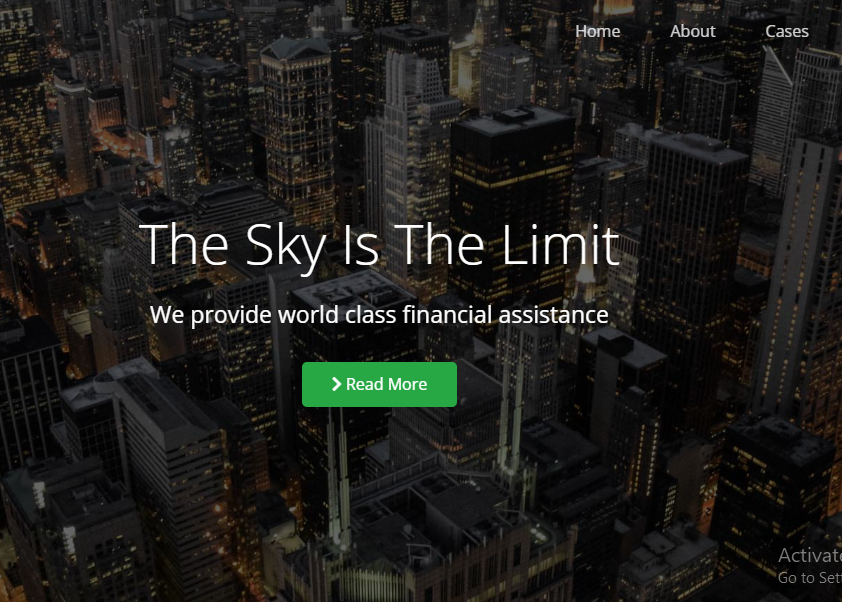 Home About Cases
The Sky Is The Limit
We provide world class financial assistance
Read More
Activate
Go to Sett